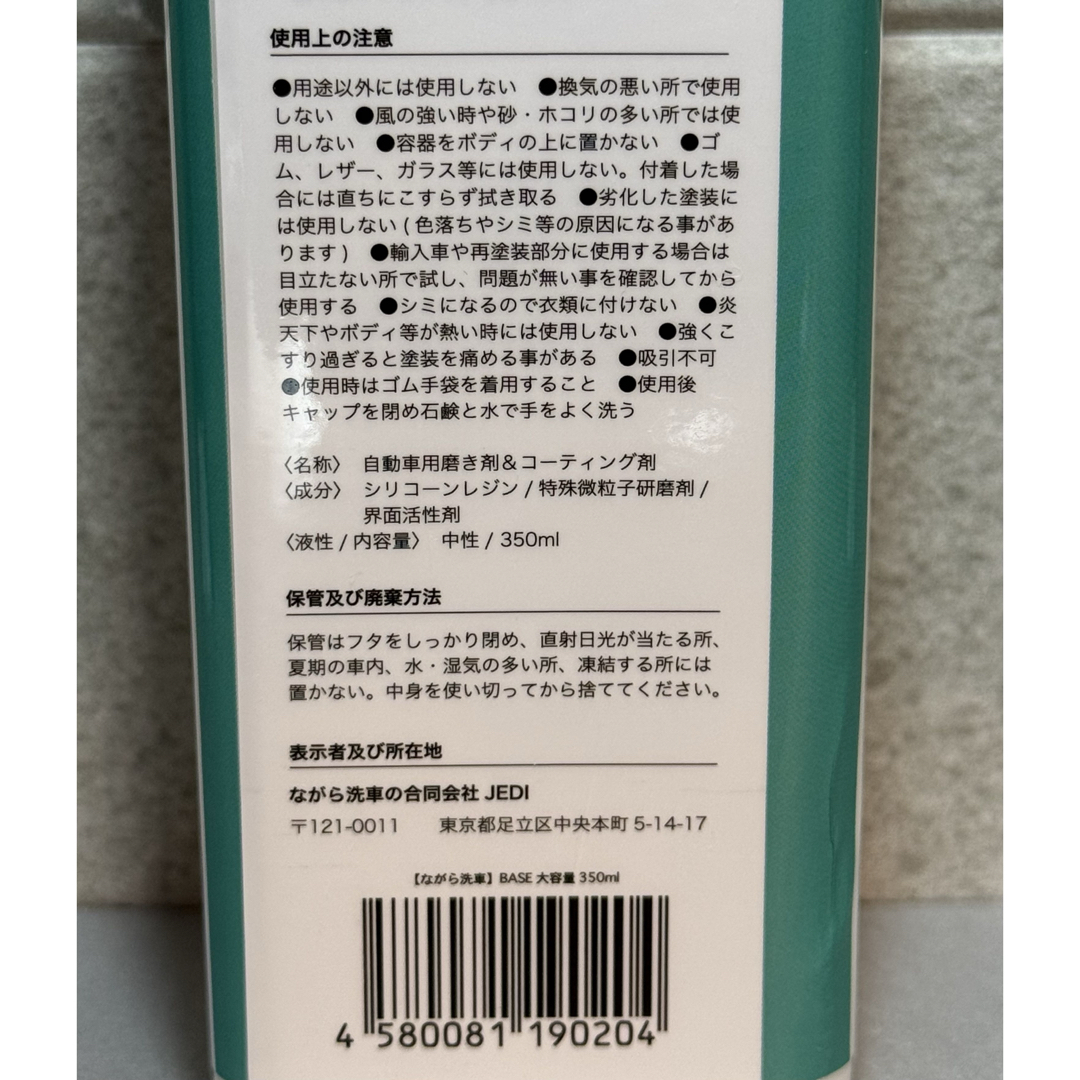 使用上の注意
●用途以外には使用しない ●換気の悪い所で使用
しない ●風の強い時や砂・ホコリの多い所では使
用しない ●容器をボディの上に置かない ●ゴ
ム、レザー、ガラス等には使用しない。付着した場
合には直ちにこすらず拭き取る ●劣化した塗装に
は使用しない ( 色落ちやシミ等の原因になる事があ
ります ) ●輸入車や再塗装部分に使用する場合は
目立たない所で試し、問題が無い事を確認してから
使用する ●シミになるので衣類に付けない ●炎
天下やボディ等が熱い時には使用しない ●強くこ
すり過ぎると塗装を痛める事がある ●吸引不可
●使用時はゴム手袋を着用すること ●使用後
キャップを閉め石鹸と水で手をよく洗う
〈名称〉 自動車用磨き剤&コーティング剤
〈成分〉 シリコーンレジン / 特殊微粒子研磨剤 /
界面活性剤
〈液性 / 内容量〉 中性 / 350ml
保管及び廃棄方法
保管はフタをしっかり閉め、直射日光が当たる所、
夏期の車内、水・湿気の多い所、凍結する所には
置かない。中身を使い切ってから捨ててください。
表示者及び所在地
ながら洗車の合同会社 JEDI
〒121-0011 東京都足立区中央本町 5-14-17
【ながら洗車】BASE 大容量 350ml
4 580081 190204